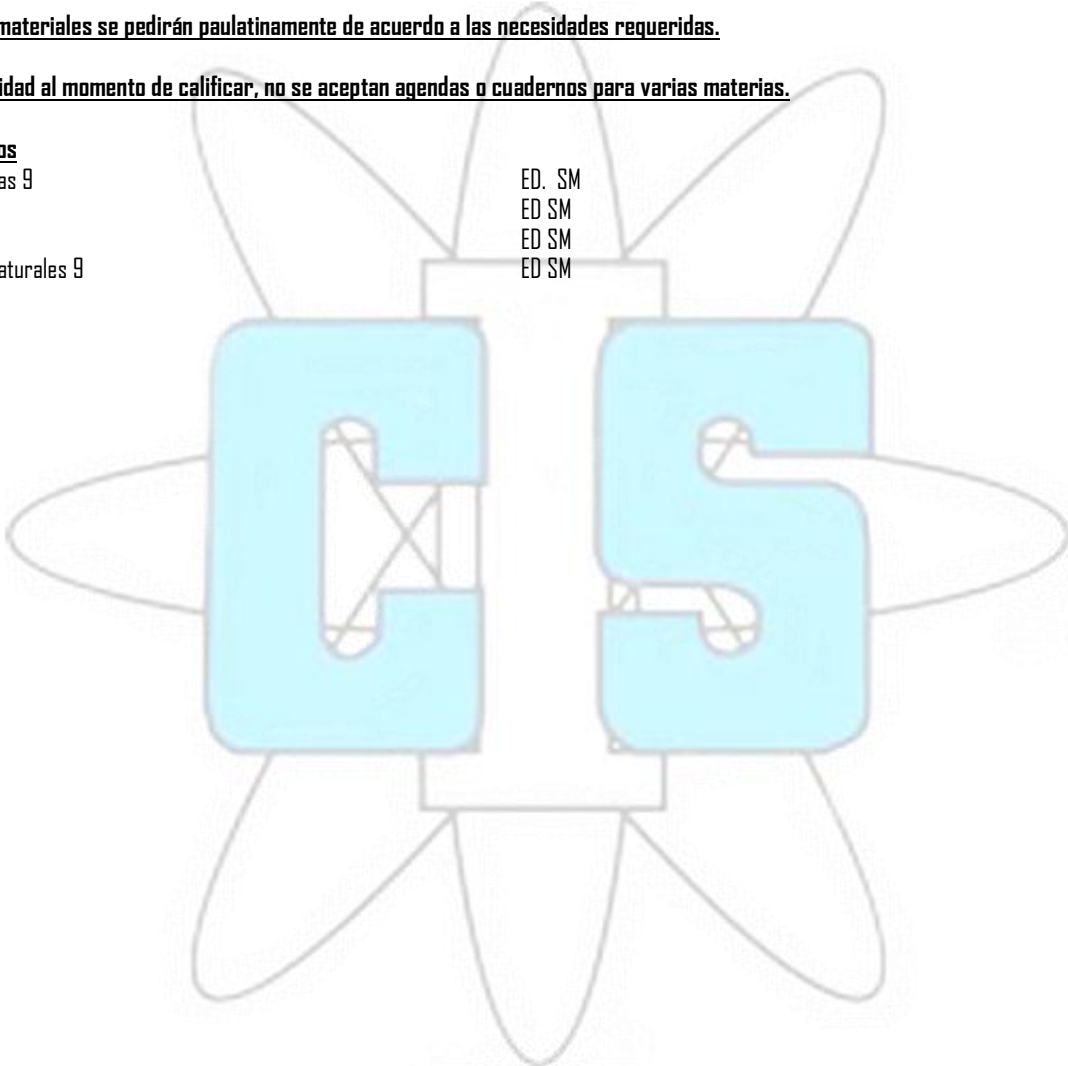 materiales se pedirán paulatinamente de acuerdo a las necesidades requeridas.
idad al momento de calificar, no se aceptan agendas o cuadernos para varias materias.
os
as 9 ED. SM
ED SM
ED SM
aturales 9 ED SM
CIS